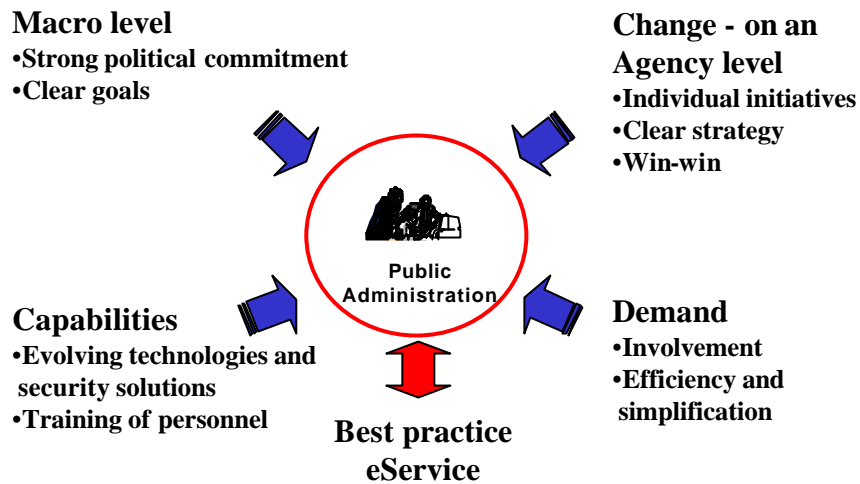 Macro level
•Strong political commitment
•Clear goals
Change - on an
Agency level
•Individual initiatives
•Clear strategy
•Win-win
Public
Administration
Capabilities
•Evolving technologies and
security solutions
•Training of personnel
Demand
•Involvement
•Efficiency and
simplification
Best practice
eService